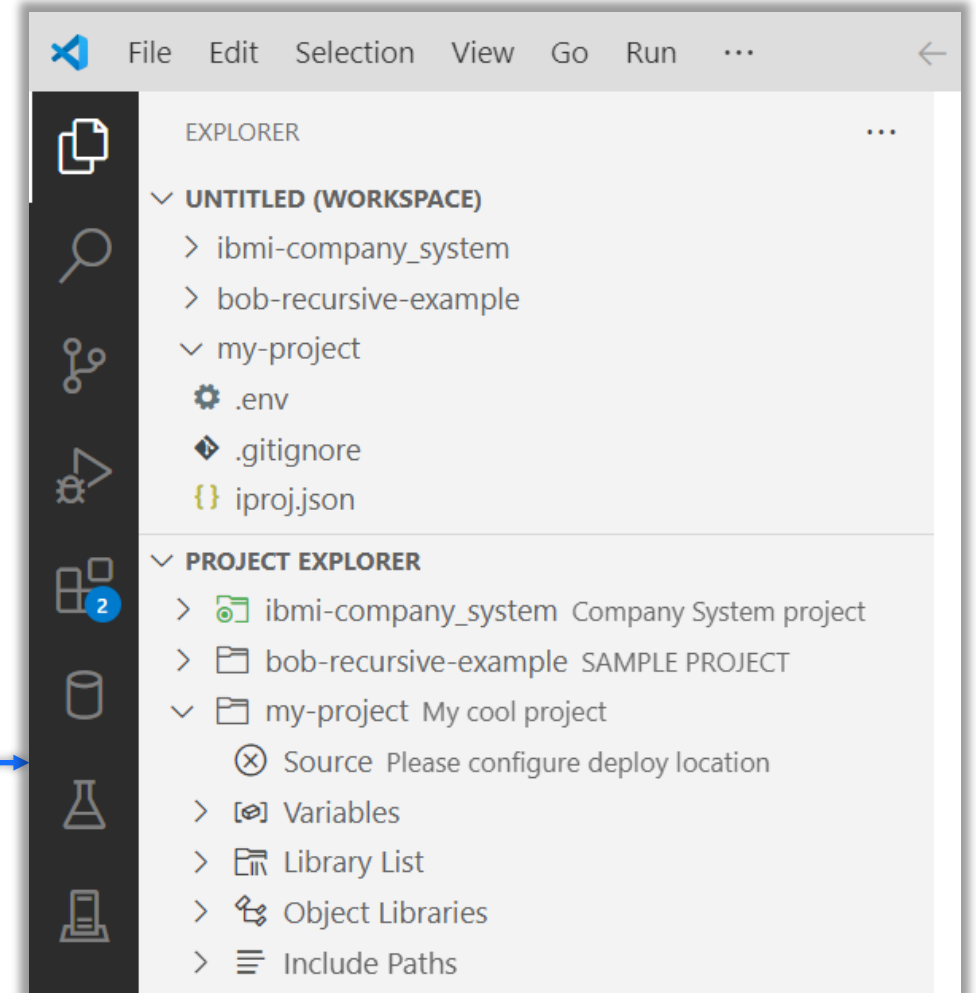 File Edit Selection View Go Run ···
EXPLORER ···
UNTITLED (WORKSPACE)
ibmi-company_system
bob-recursive-example
my-project
.env
.gitignore
{} iproj.json
PROJECT EXPLORER
2
ibmi-company_system Company System project
bob-recursive-example SAMPLE PROJECT
my-project My cool project
Source Please configure deploy location
Variables
Library List
Object Libraries
Include Paths